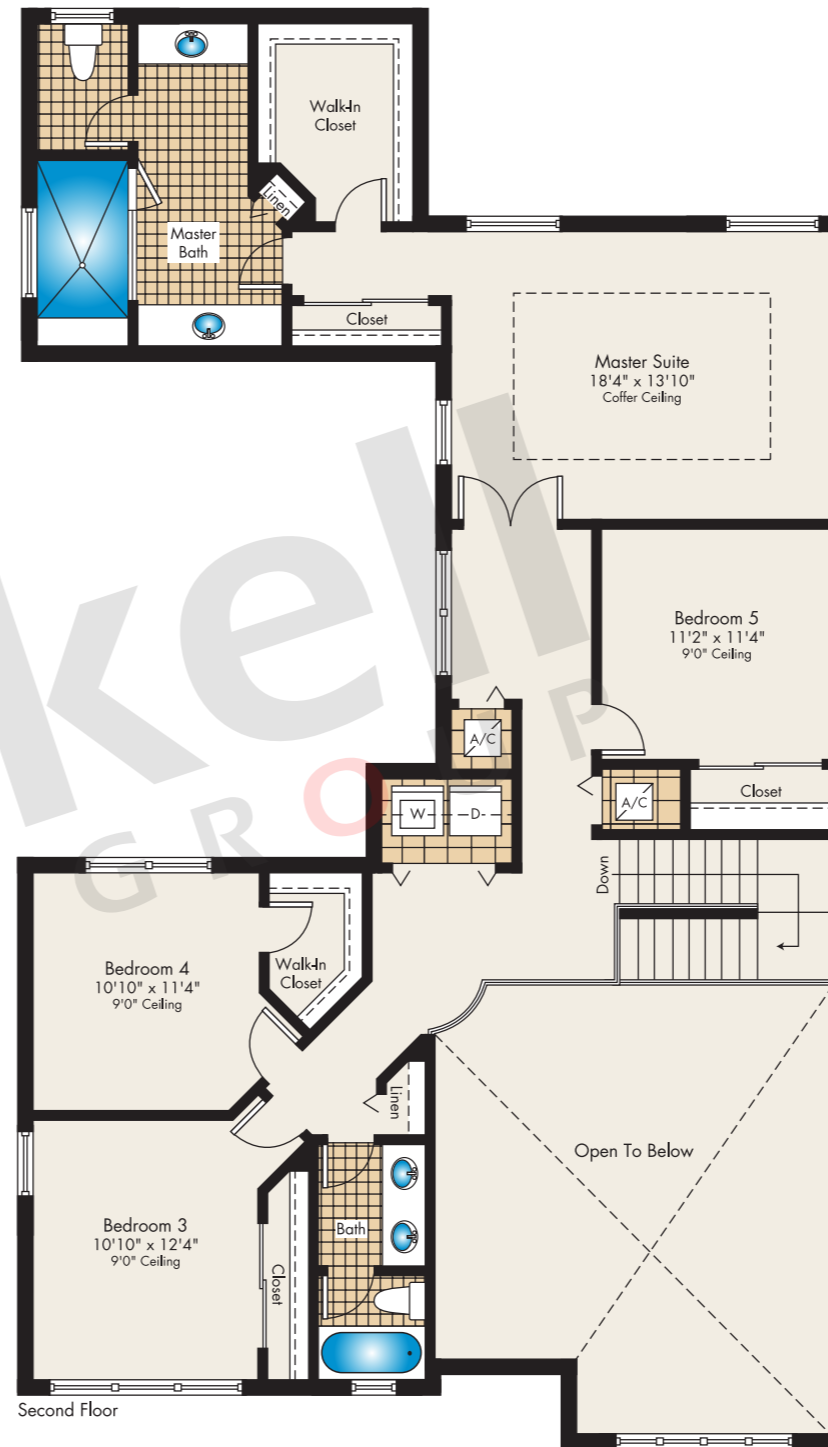 Walk-In
Closet
Linen
Master
Bath
Closet
Master Suite
18'4" x 13'10"
Coffer Ceiling
Bedroom 5
11'2" x 11'4"
9'0" Ceiling
A/C
A/C
Closet
W
D
kell
GROUP
Down
Bedroom 4
10'10" x 11'4"
9'0" Ceiling
Walk-In
Closet
Linen
Open To Below
Bedroom 3
10'10" x 12'4"
9'0" Ceiling
Closet
Bath
Second Floor